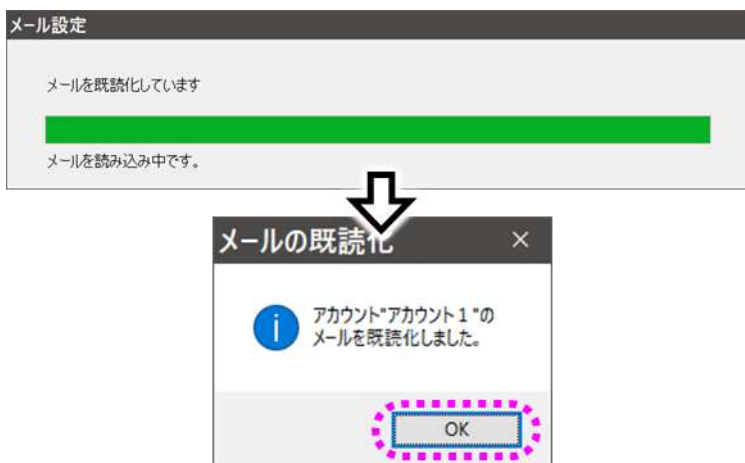 メール設定
メールを既読化しています
メールを読み込み中です。
メールの既読化
アカウント"アカウント1"の
メールを既読化しました。
OK